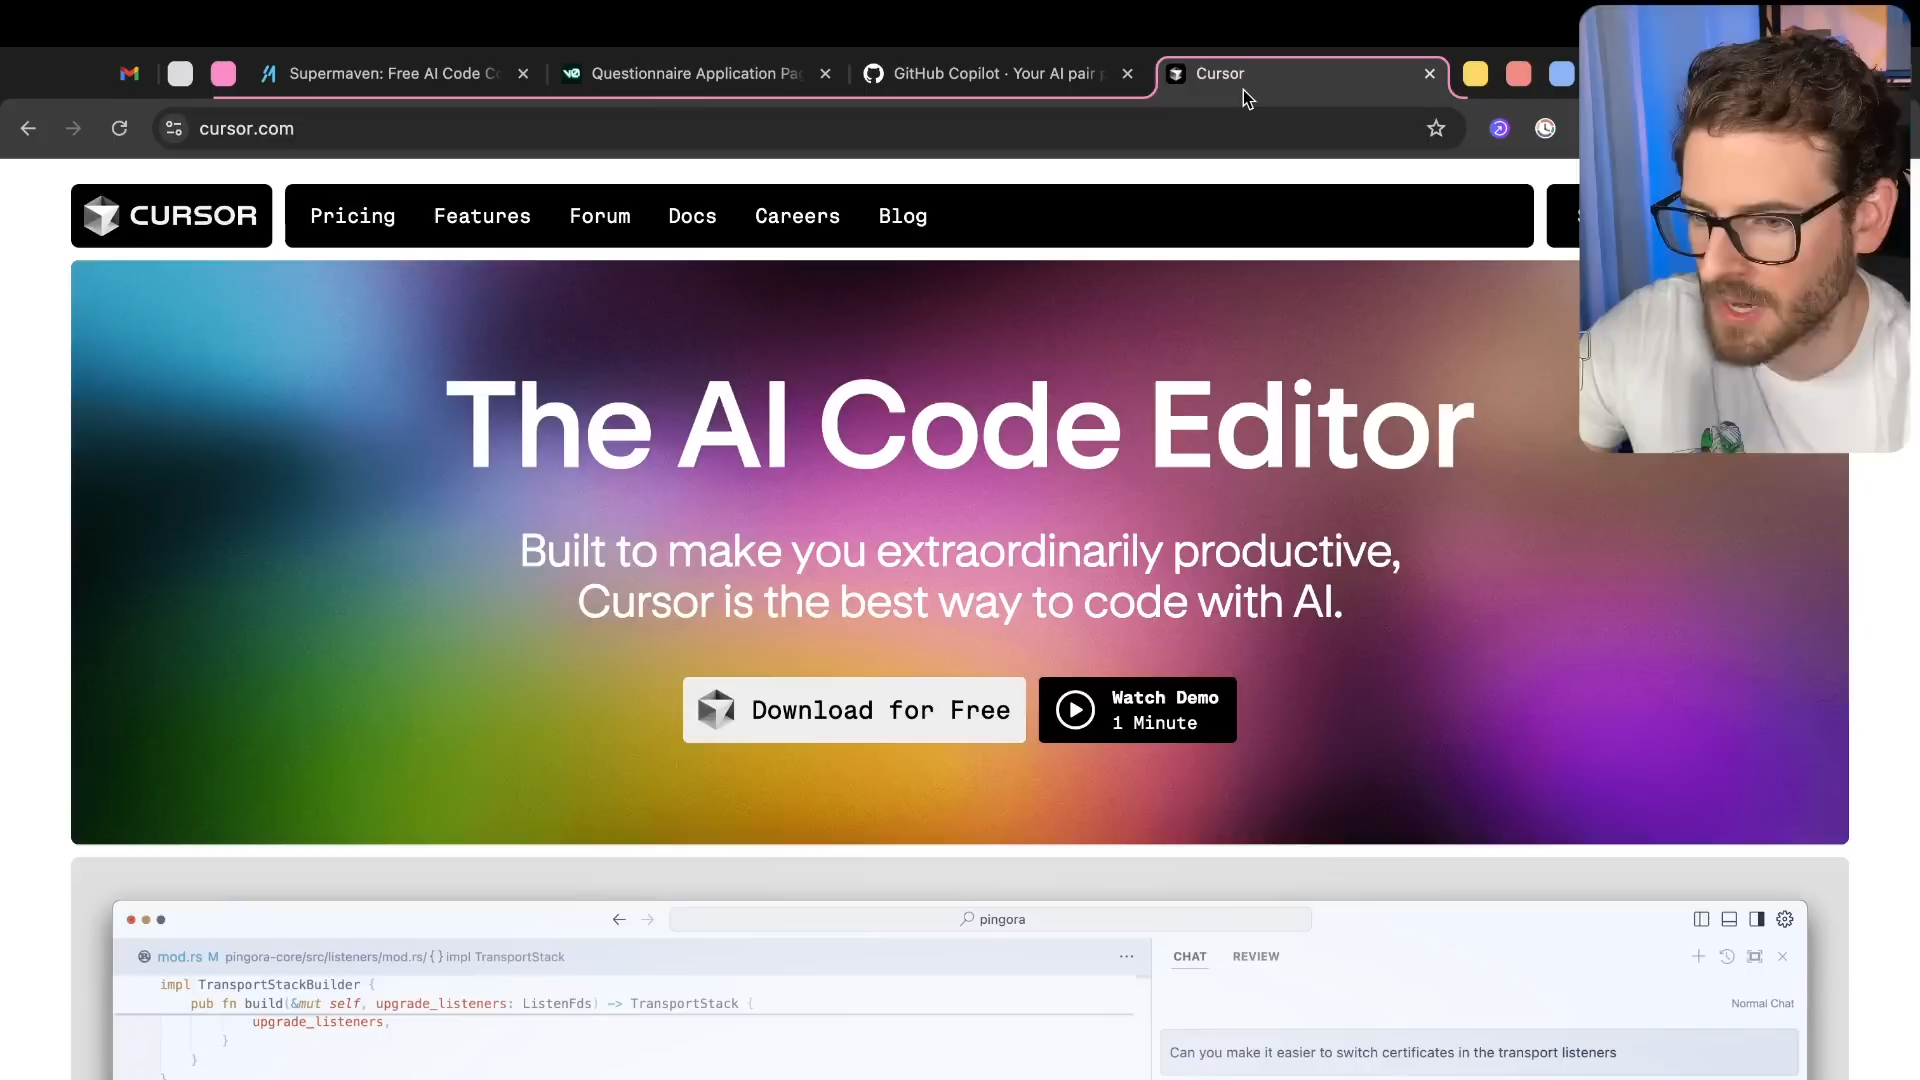 Supermaven: Free AI Code Co
Questionnaire Application Pag
GitHub Copilot · Your AI pair p
Cursor
cursor.com
CURSOR
Pricing
Features
Forum
Docs
Careers
Blog
The AI Code Editor
Built to make you extraordinarily productive,
Cursor is the best way to code with AI.
Download for Free
Watch Demo
1 Minute
pingora
mod.rs M pingora-core/src/listeners/mod.rs/{}impl TransportStack
CHAT
REVIEW
impl TransportStackBuilder {
pub fn build(&mut self, upgrade_listeners: ListenFds) -> TransportStack {
upgrade_listeners,
}
}
Normal Chat
Can you make it easier to switch certificates in the transport listeners